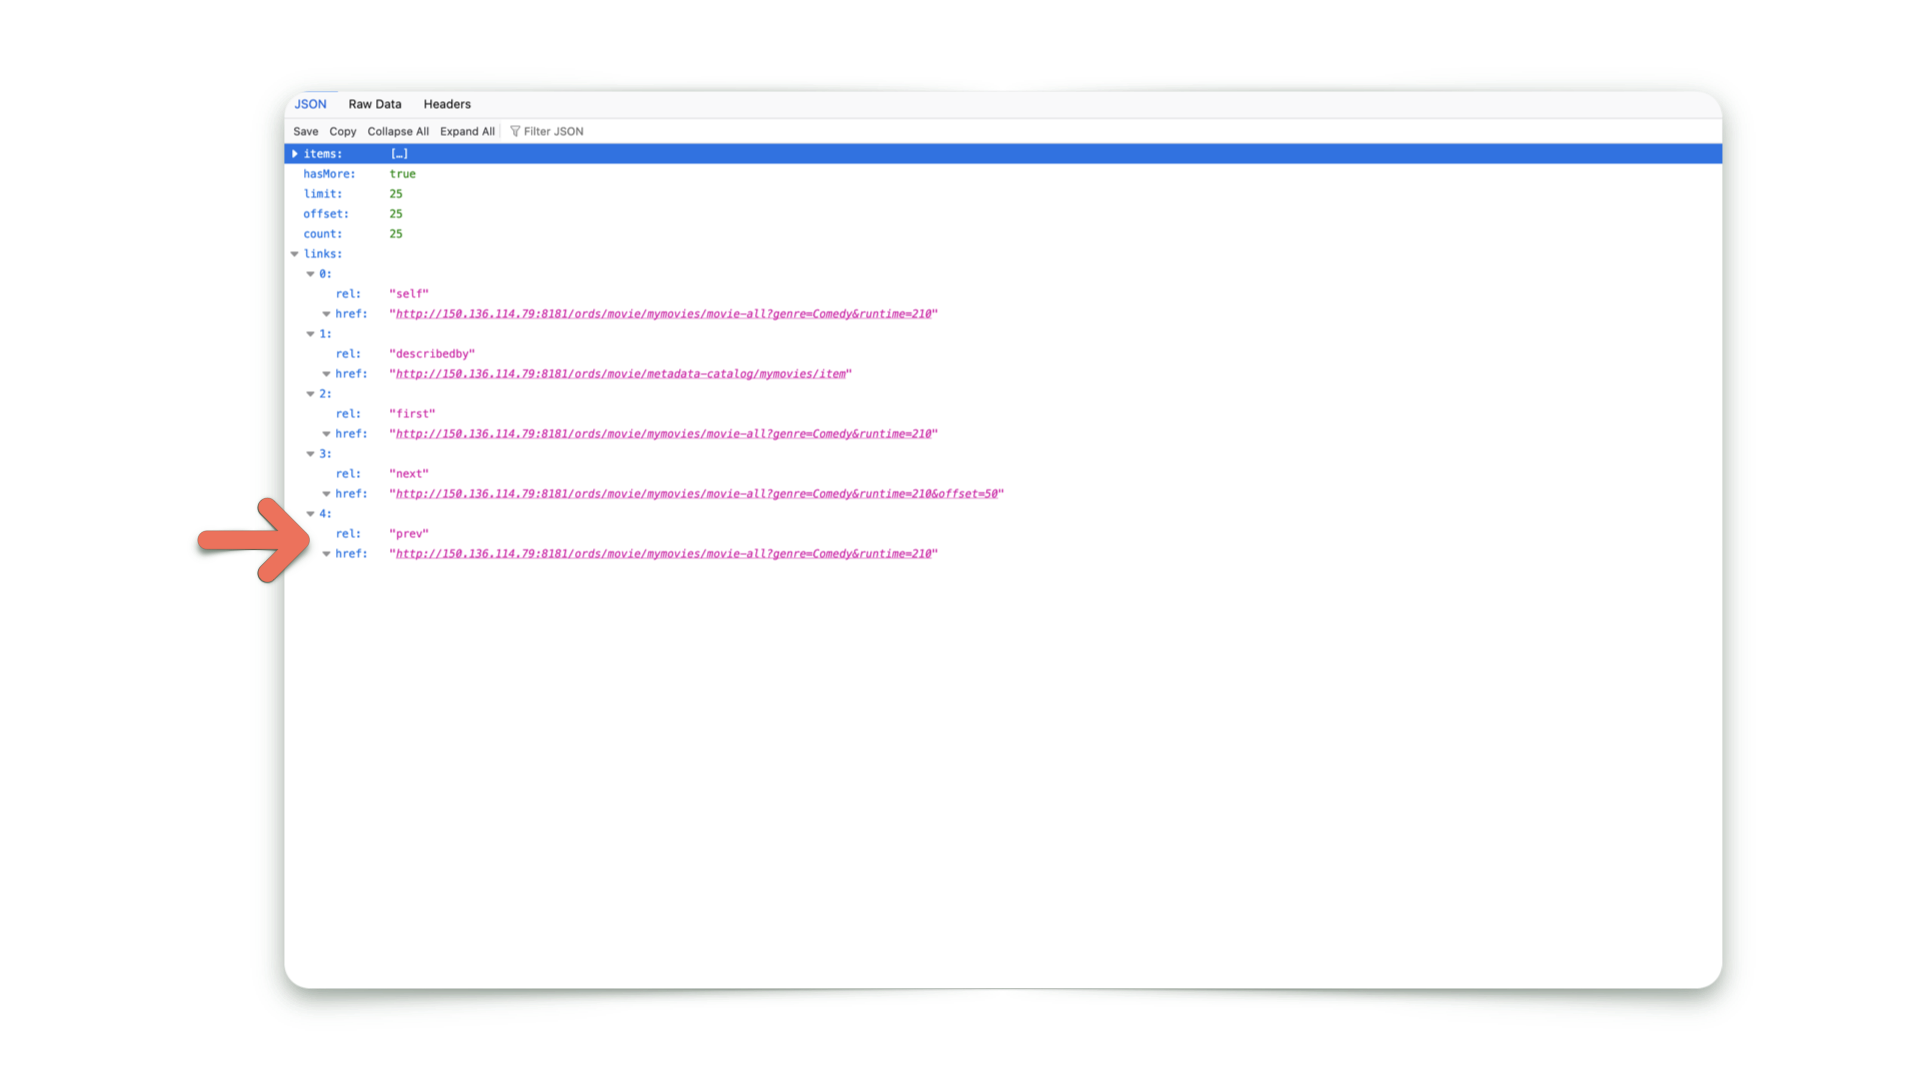 JSON Raw Data Headers
Save Copy Collapse All Expand All Filter JSON
items: […]
hasMore: true
limit: 25
offset: 25
count: 25
links:
0:
rel: "self"
href: "http://150.136.114.79:8181/ords/movie/mymovies/movie-all?genre=Comedy&runtime=210"
1:
rel: "describedby"
href: "http://150.136.114.79:8181/ords/movie/metadata-catalog/mymovies/item"
2:
rel: "first"
href: "http://150.136.114.79:8181/ords/movie/mymovies/movie-all?genre=Comedy&runtime=210"
3:
rel: "next"
href: "http://150.136.114.79:8181/ords/movie/mymovies/movie-all?genre=Comedy&runtime=210&offset=50"
4:
rel: "prev"
href: "http://150.136.114.79:8181/ords/movie/mymovies/movie-all?genre=Comedy&runtime=210"